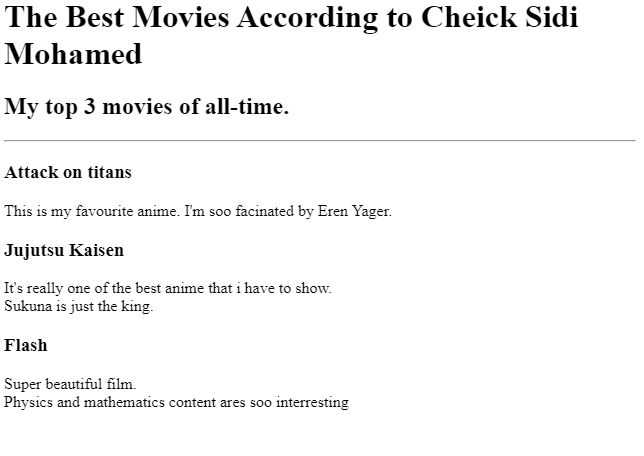 The Best Movies According to Cheick Sidi
Mohamed
My top 3 movies of all-time.
Attack on titans
This is my favourite anime. I'm soo facinated by Eren Yager.
Jujutsu Kaisen
It's really one of the best anime that i have to show.
Sukuna is just the king.
Flash
Super beautiful film.
Physics and mathematics content ares soo interresting